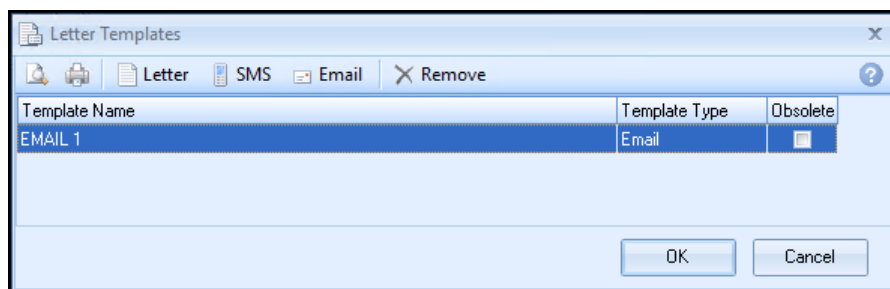 Letter Templates
Letter SMS Email Remove
Template Name Template Type Obsolete
EMAIL 1 Email
OK Cancel